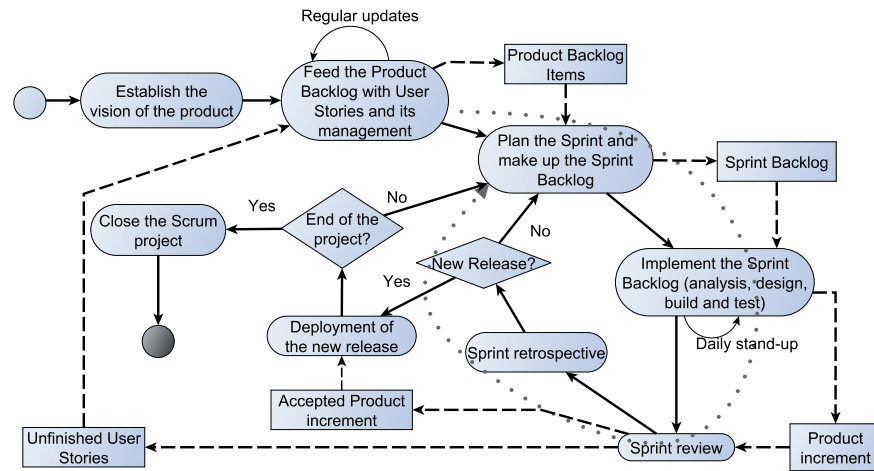 Regular updates
Establish the
vision of the product
Feed the Product
Backlog with User
Stories and its
management
Product Backlog
Items
Plan the Sprint and
make up the Sprint
Backlog
Sprint Backlog
Close the Scrum
project
Yes
End of the
project?
No
New Release?
No
Yes
Implement the Sprint
Backlog (analysis, design,
build and test)
Daily stand-up
Deployment of
the new release
Sprint retrospective
Accepted Product
increment
Unfinished User
Stories
Sprint review
Product
increment